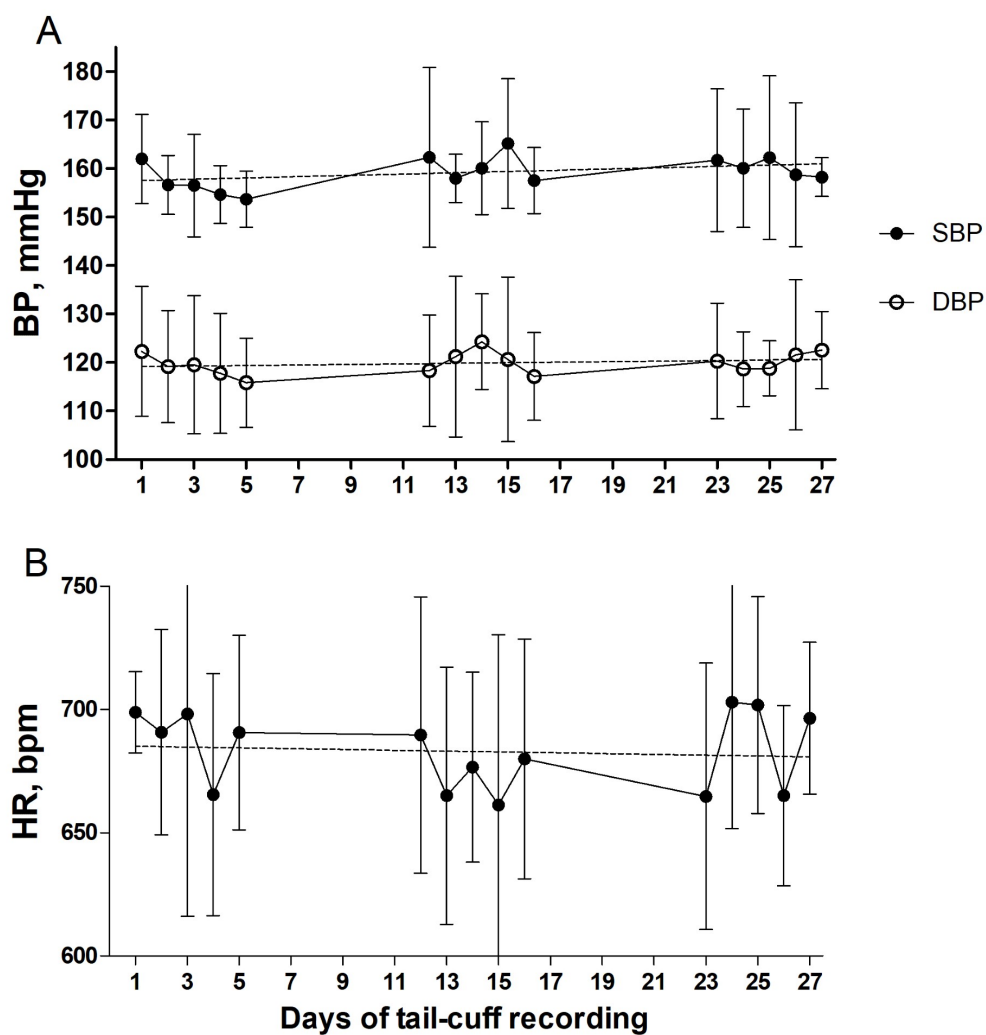 A
180
170
160
150
140
130
120
110
100
BP, mmHg
1 3 5 7 9 11 13 15 17 19 21 23 25 27
SBP
DBP
B
750
700
650
600
HR, bpm
1 3 5 7 9 11 13 15 17 19 21 23 25 27
Days of tail-cuff recording